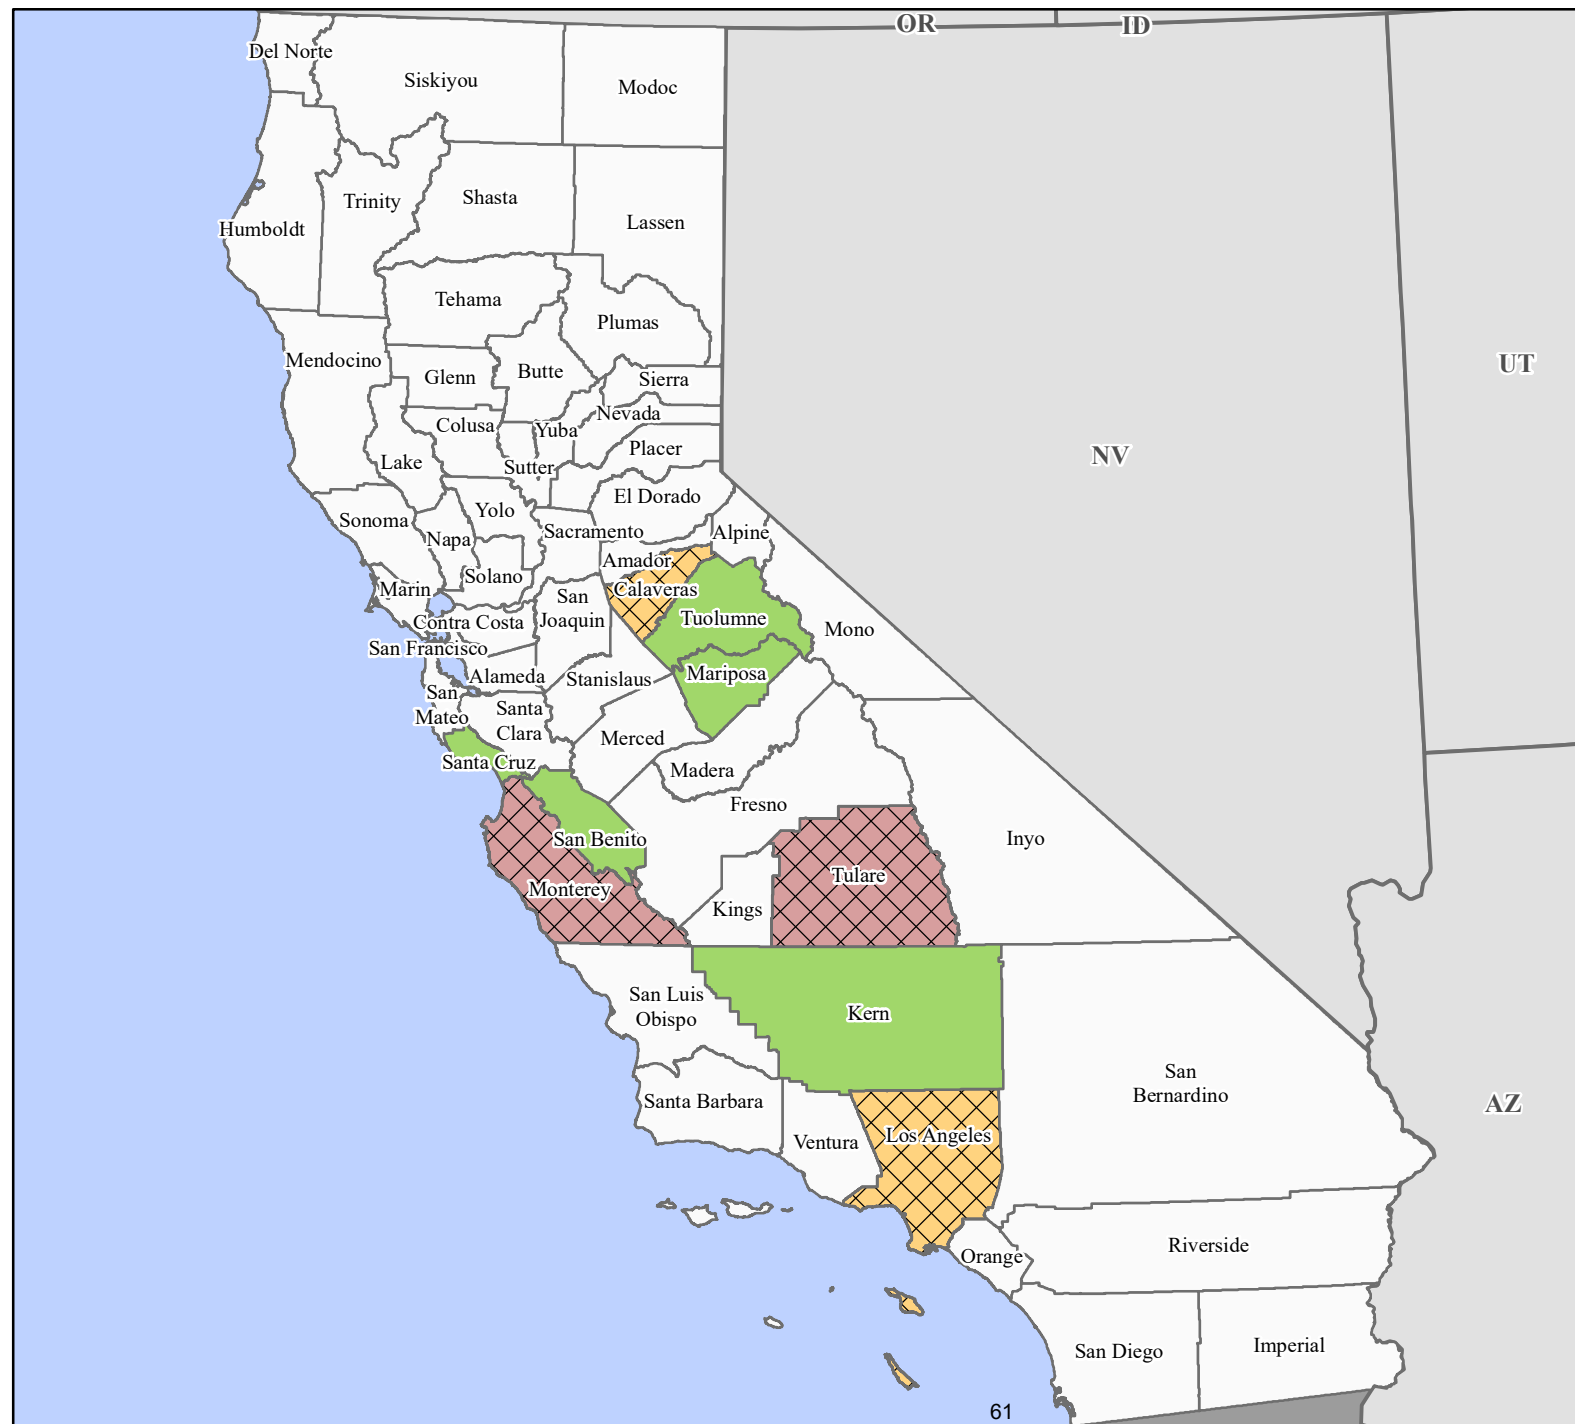 OR
ID
Del Norte
Siskiyou
Modoc
Trinity
Shasta
Humboldt
Lassen
Tehama
Plumas
Mendocino
Glenn
Butte
Sierra
UT
Nevada
Colusa
Yuba
Placer
NV
Lake
Sutter
El Dorado
Yolo
Sonoma
Napa
Sacramento
Alpine
Amador
Solano
Marin
Calaveras
San
Joaquin
Contra Costa
Tuolumne
Mono
San Francisco
Alameda
Stanislaus
Mariposa
San
Mateo
Santa
Clara
Merced
Santa Cruz
Madera
Fresno
San Benito
Inyo
Monterey
Tulare
Kings
San Luis
Obispo
Kern
San
Bernardino
Santa Barbara
AZ
Ventura
Los Angeles
Orange
Riverside
San Diego
Imperial
61